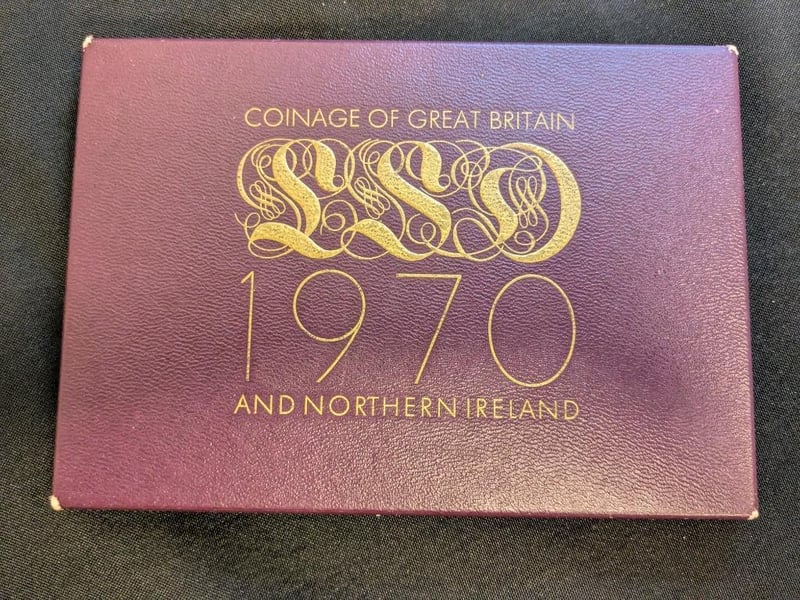 COINAGE OF GREAT BRITAIN
LSD
1970
AND NORTHERN IRELAND